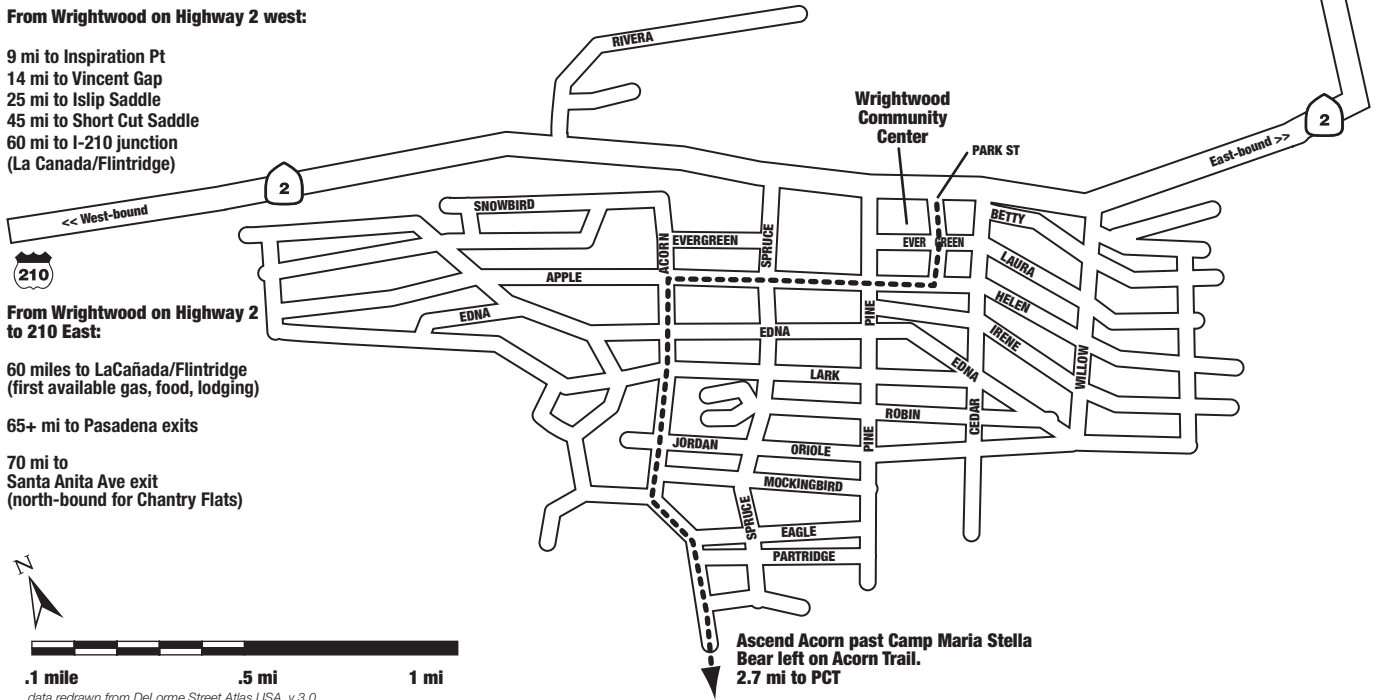 From Wrightwood on Highway 2 west:
9 mi to Inspiration Pt
14 mi to Vincent Gap
25 mi to Islip Saddle
45 mi to Short Cut Saddle
60 mi to I-210 junction
(La Canada/Flintridge)
RIVERA
Wrightwood
Community
Center
PARK ST
2
East-bound >>
2
<< West-bound
210
SNOWBIRD
BETTY
ACORN
EVERGREEN
SPRUCE
EVER GREEN
APPLE
LAURA
HELEN
PINE
EDNA
EDNA
IRENE
WILLOW
LARK
EDNA
ROBIN
CEDAR
JORDAN
ORIOLE
PINE
MOCKINGBIRD
SPRUCE
EAGLE
PARTRIDGE
From Wrightwood on Highway 2
to 210 East:
60 miles to LaCañada/Flintridge
(first available gas, food, lodging)
65+ mi to Pasadena exits
70 mi to
Santa Anita Ave exit
(north-bound for Chantry Flats)
N
.1 mile .5 mi 1 mi
data redrawn from DeLorme Street Atlas USA, v 3.0
Ascend Acorn past Camp Maria Stella
Bear left on Acorn Trail.
2.7 mi to PCT